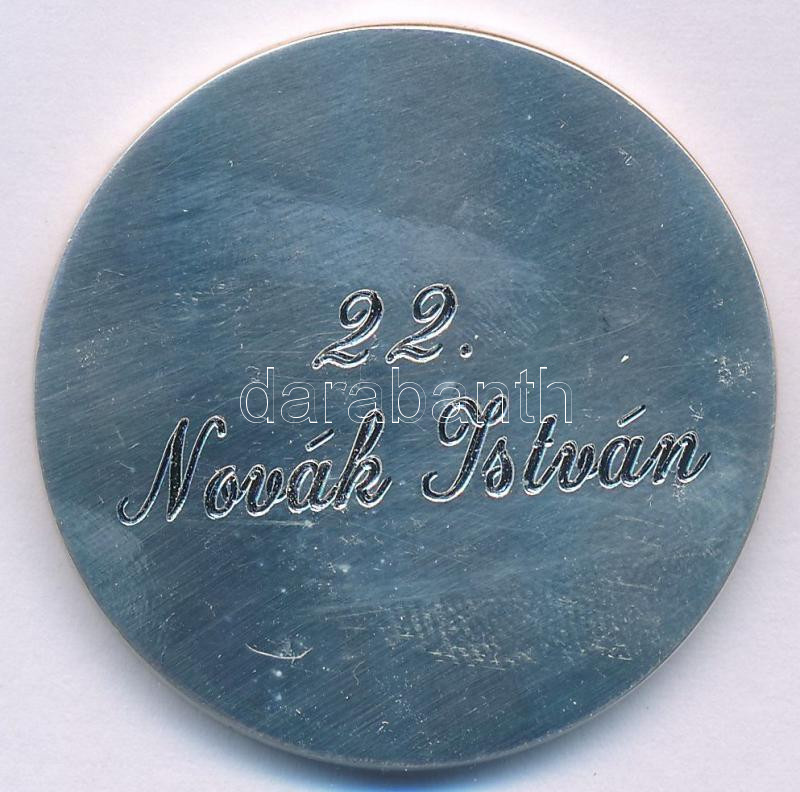 22.
darabanth
Novák István